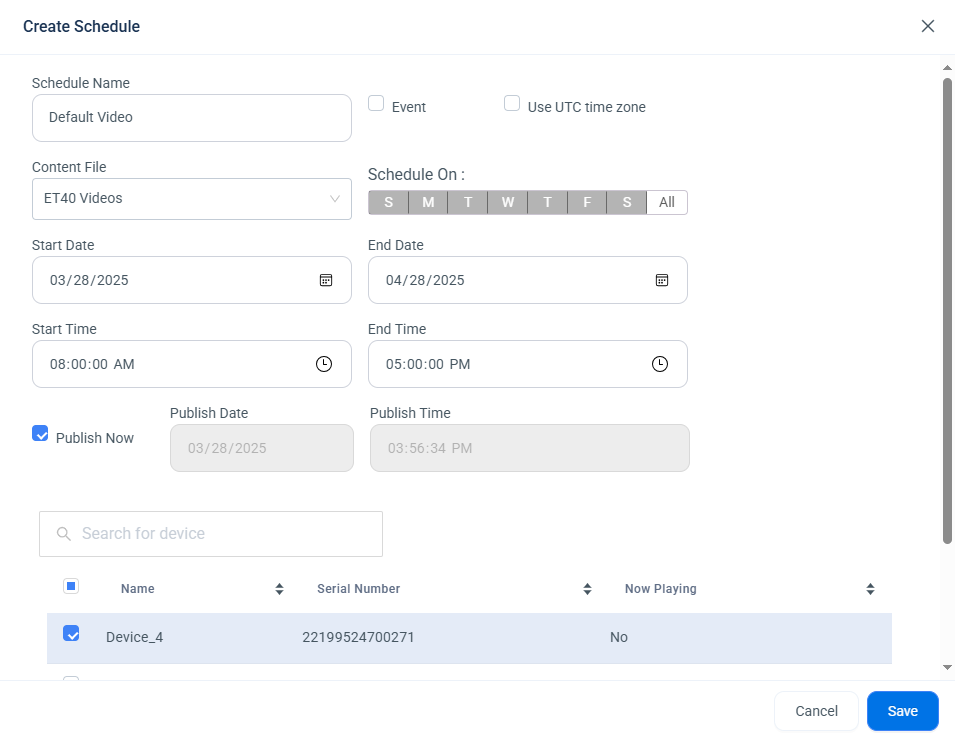 Create Schedule
Schedule Name
Default Video
Event
Use UTC time zone
Content File
ET40 Videos
Schedule On :
S M T W T F S All
Start Date
End Date
03/28/2025
04/28/2025
Start Time
End Time
08:00:00 AM
05:00:00 PM
Publish Now
Publish Date
Publish Time
03/28/2025
03:56:34 PM
Search for device
Name Serial Number Now Playing
Device_4 22199524700271 No
Cancel Save